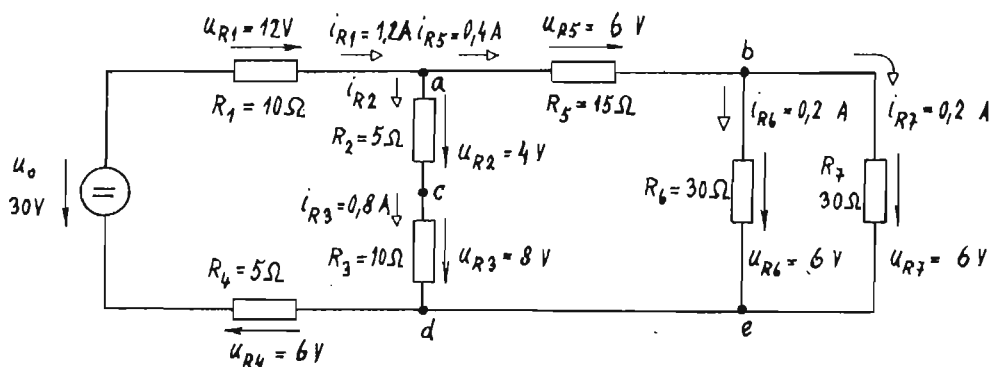 u_R1 = 12V
i_R1 = 1,2A
i_R5 = 0,4 A
u_R5 = 6 V
b
R_1 = 10Ω
i_R2
a
R_2 = 5Ω
u_R2 = 4 V
R_5 = 15Ω
i_R6 = 0,2 A
i_R7 = 0,2 A
u_0
30V
c
i_R3 = 0,8 A
R_3 = 10Ω
u_R3 = 8 V
R_6 = 30Ω
R_7
30Ω
u_R6 = 6 V
u_R7 = 6 V
R_4 = 5Ω
u_R4 = 6 V
d
e